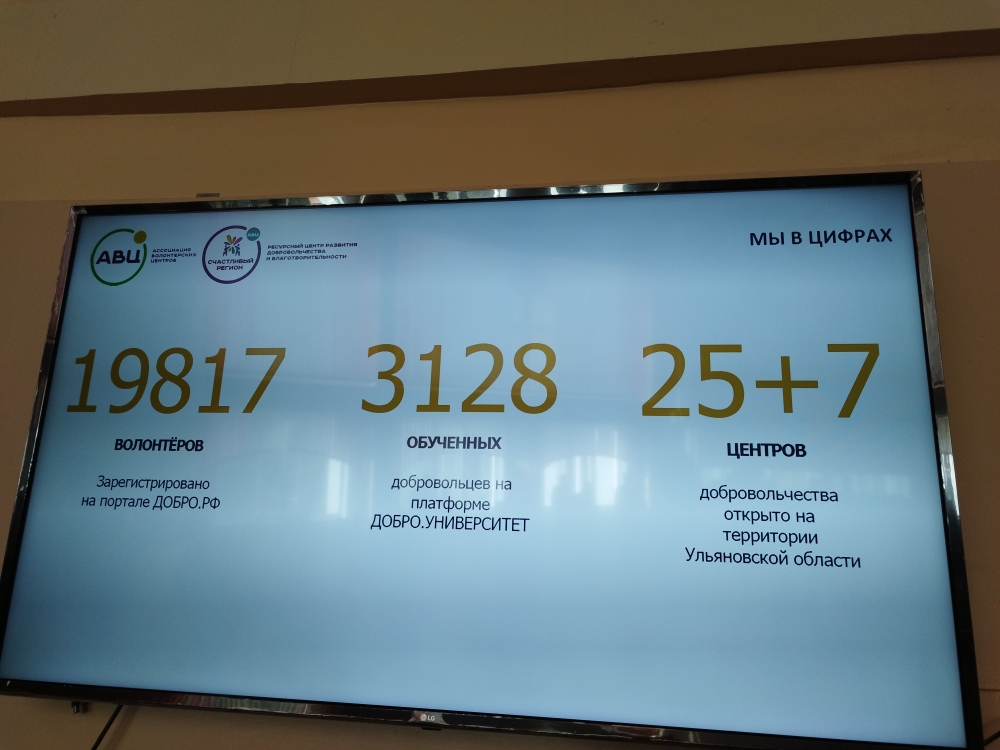 АВЦ
АССОЦИАЦИЯ
ВОЛОНТЕРСКИХ
ЦЕНТРОВ
АВЦ
СЧАСТЛИВЫЙ
РЕГИОН
РЕСУРСНЫЙ ЦЕНТР РАЗВИТИЯ
ДОБРОВОЛЬЧЕСТВА
И БЛАГОТВОРИТЕЛЬНОСТИ
МЫ В ЦИФРАХ
19817
ВОЛОНТЁРОВ
Зарегистрировано
на портале ДОБРО.РФ
3128
ОБУЧЕННЫХ
добровольцев на
платформе
ДОБРО.УНИВЕРСИТЕТ
25+7
ЦЕНТРОВ
добровольчества
открыто на
территории
Ульяновской области
LG